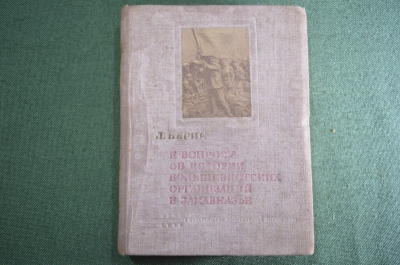 Л. БЕРИЯ
К ВОПРОСУ
ОБ ИСТОРИИ
БОЛЬШЕВИСТСКИХ
ОРГАНИЗАЦИЙ
В ЗАКАВКАЗЬЕ